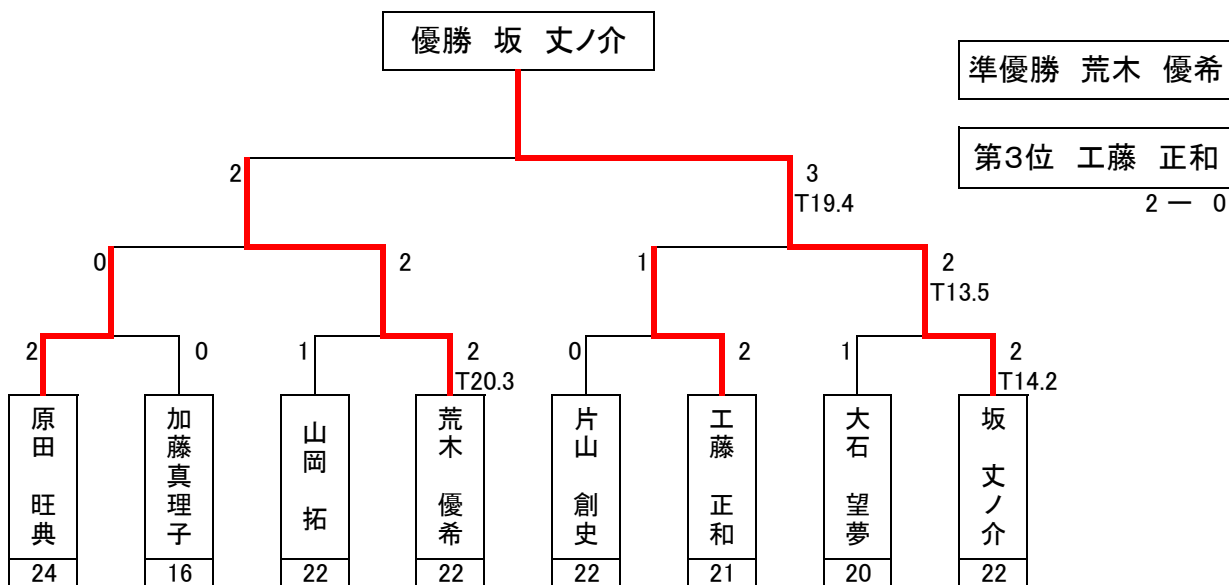 優勝 坂 丈ノ介
準優勝 荒木 優希
第3位 工藤 正和
2 ー 0
2
3
T19.4
0
2
1
2
T13.5
2
0
1
2
T20.3
0
2
1
2
T14.2
原田 旺典
加藤真理子
山岡 拓
荒木 優希
片山 創史
工藤 正和
大石 望夢
坂 丈ノ介
24
16
22
22
22
21
20
22